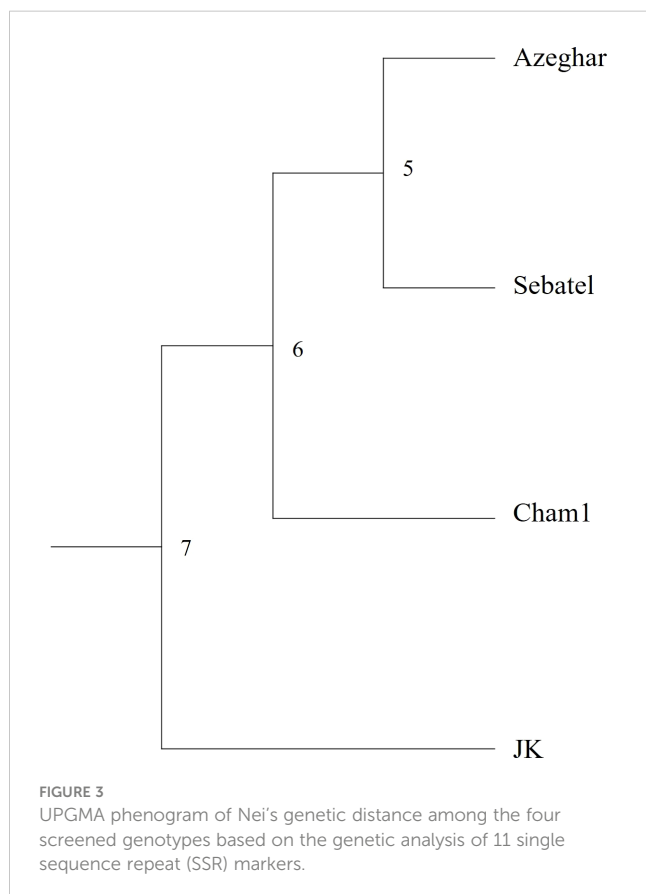 Azeghar
5
Sebatel
6
Cham1
7
JK
FIGURE 3
UPGMA phenogram of Nei’s genetic distance among the four
screened genotypes based on the genetic analysis of 11 single
sequence repeat (SSR) markers.